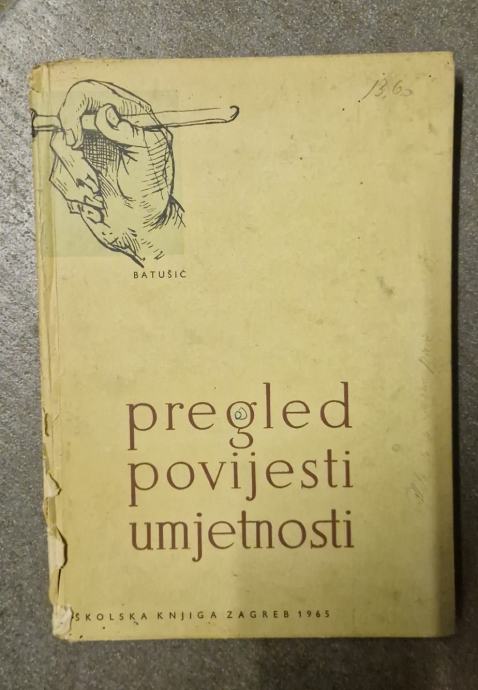 13,60
BATUŠIĆ
pregled
povijesti
umjetnosti
ŠKOLSKA KNJIGA ZAGREB 1965